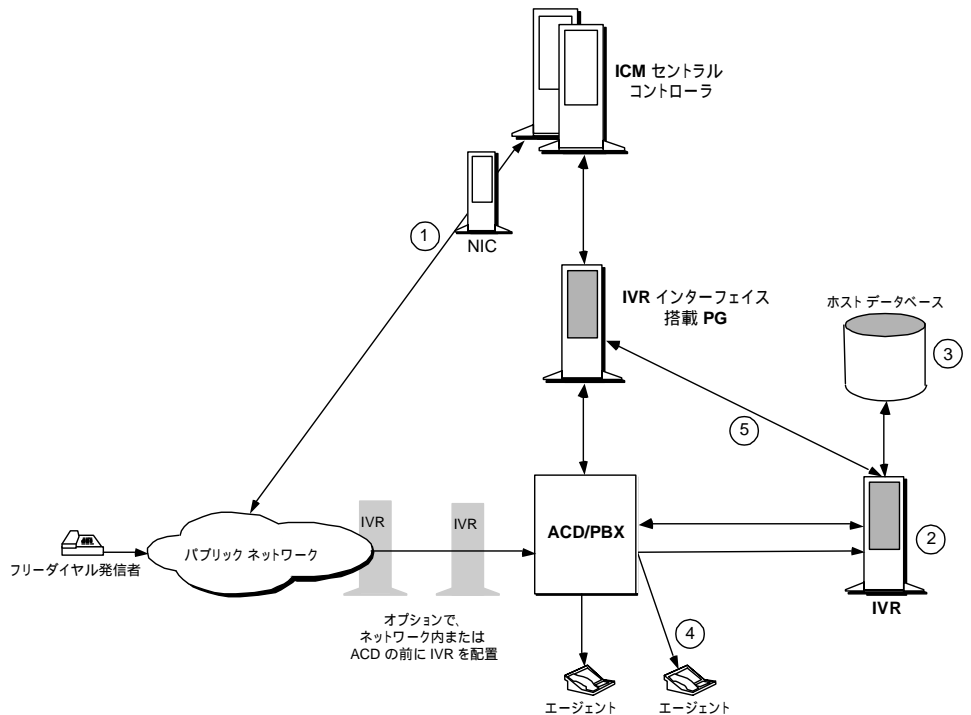 ICM セントラル
コントローラ
1
NIC
IVR インターフェイス
搭載 PG
ホスト データベース
3
5
フリーダイヤル発信者
パブリック ネットワーク
IVR
IVR
ACD/PBX
2
IVR
オプションで、
ネットワーク内または
ACD の前に IVR を配置
4
エージェント
エージェント